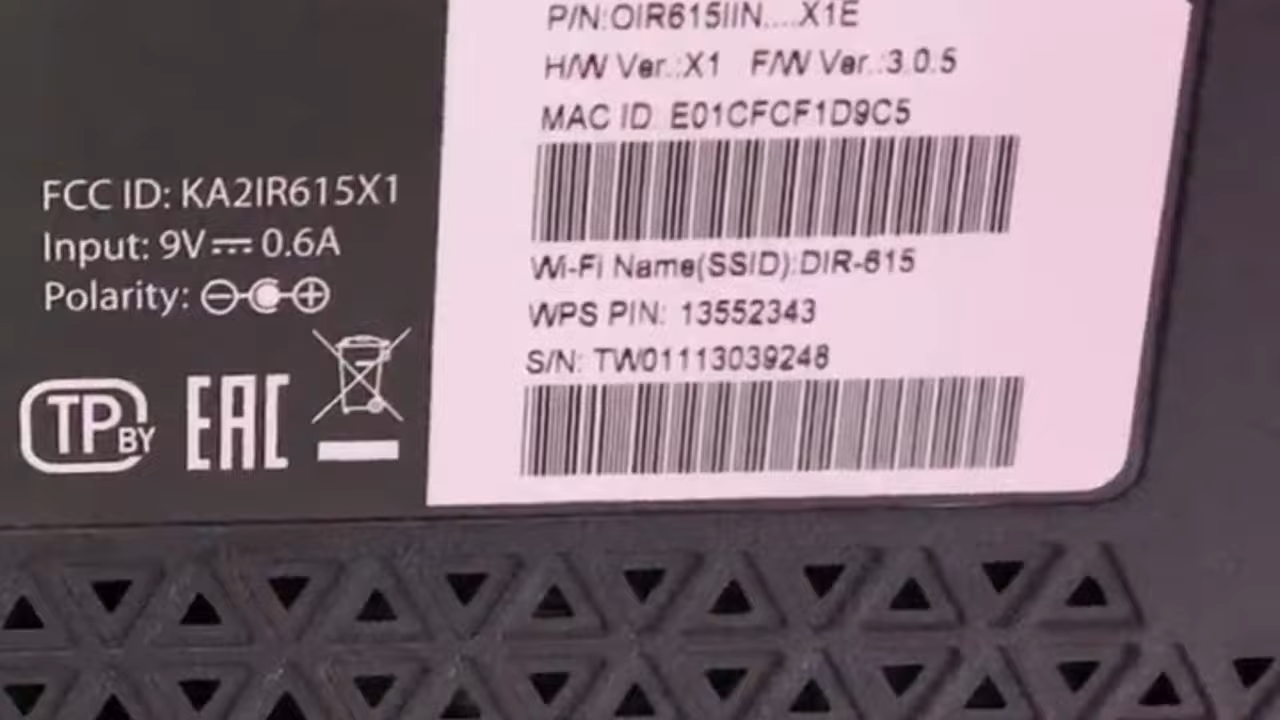 P/N:OIR615IIN....X1E
H/W Ver.:X1 F/W Ver.:3.0.5
MAC ID: E01CFCF1D9C5
Wi-Fi Name(SSID):DIR-615
WPS PIN: 13552343
S/N: TW01113039248
FCC ID: KA2IR615X1
Input: 9V⎓0.6A
Polarity:
TP BY
EAC